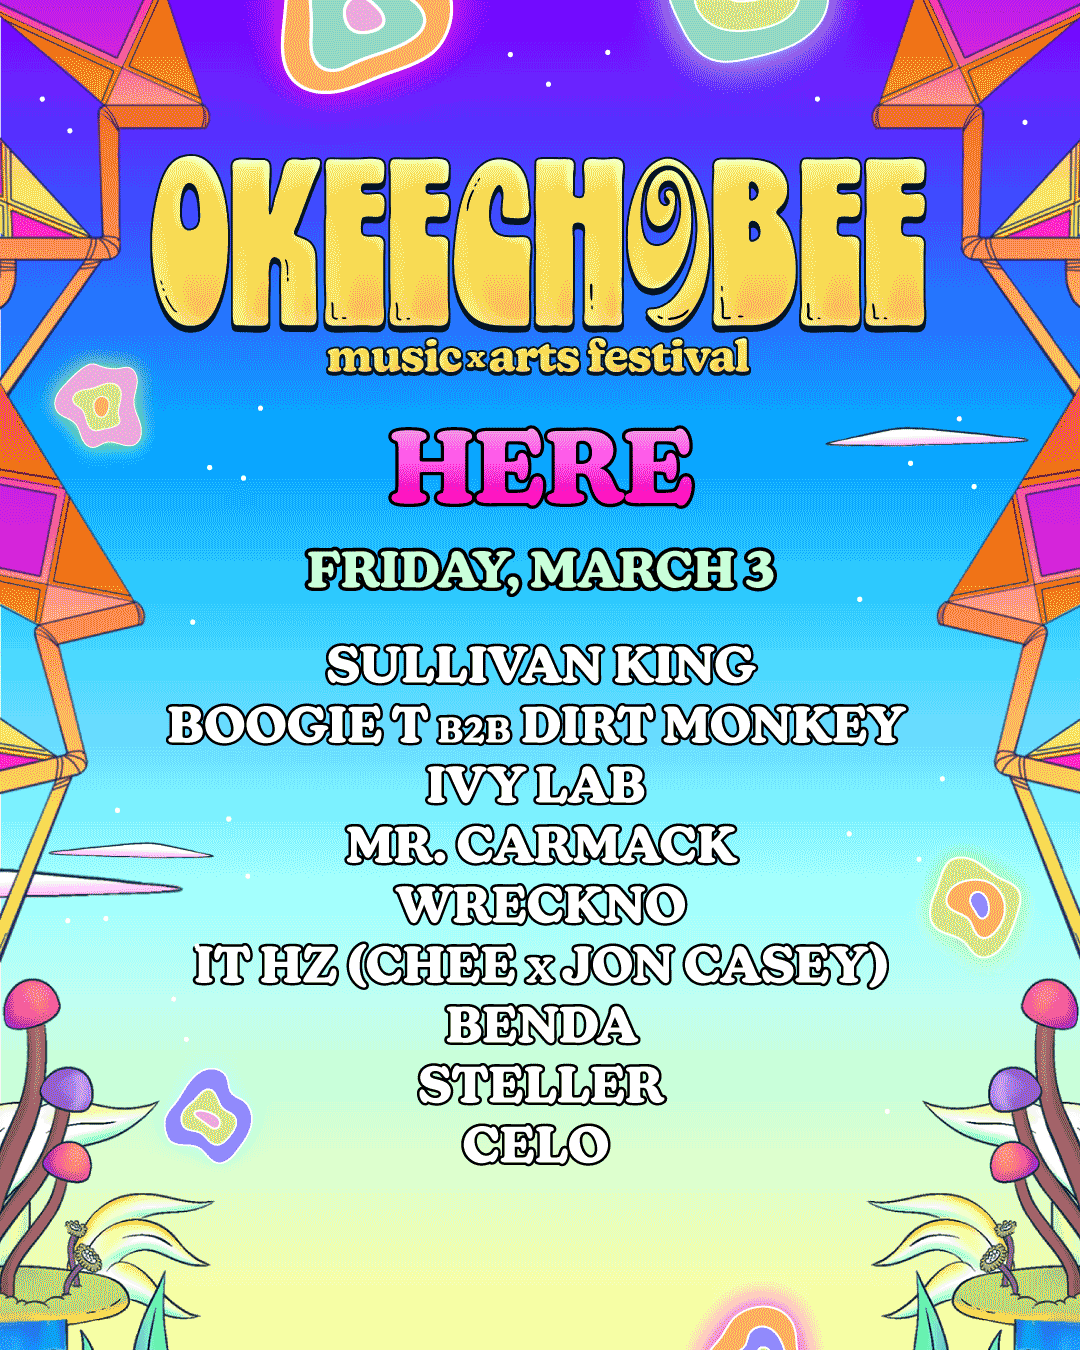 OKEECHOBEE
music x arts festival
HERE
FRIDAY, MARCH 3
SULLIVAN KING
BOOGIE T B2B DIRT MONKEY
IVY LAB
MR. CARMACK
WRECKNO
IT HZ (CHEE x JON CASEY)
BENDA
STELLER
CELO